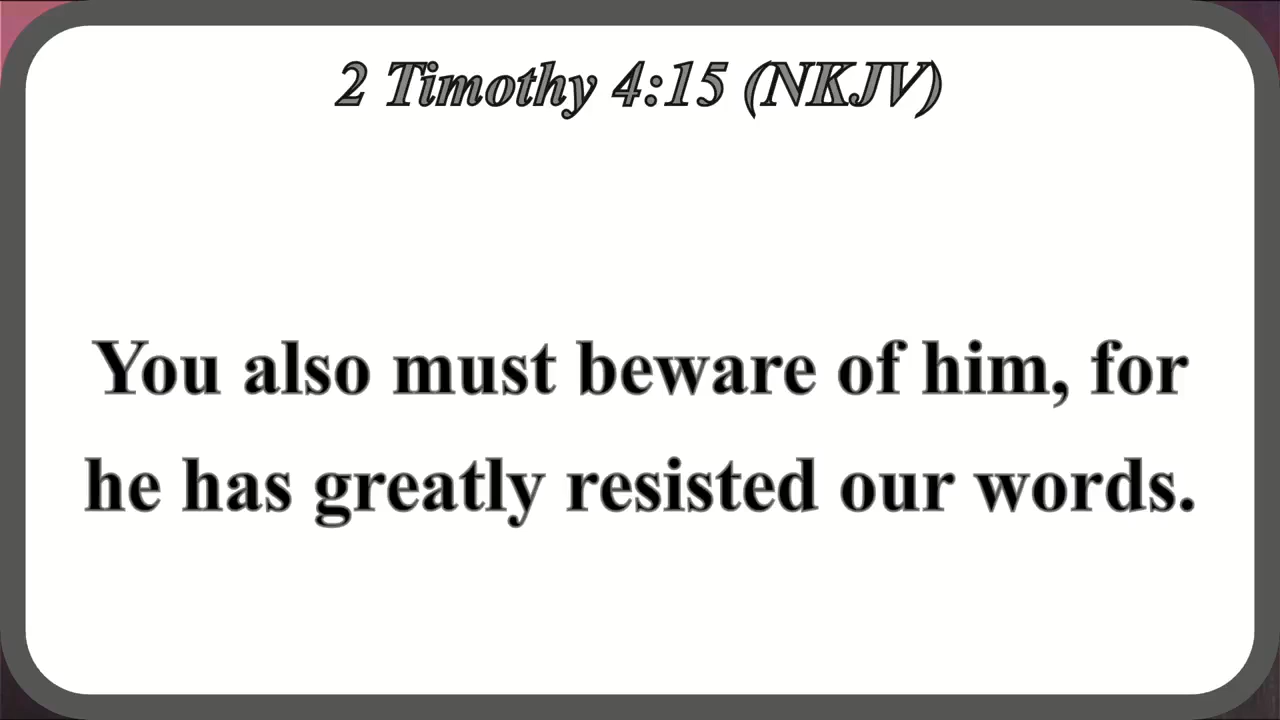 2 Timothy 4:15 (NKJV)
You also must beware of him, for
he has greatly resisted our words.